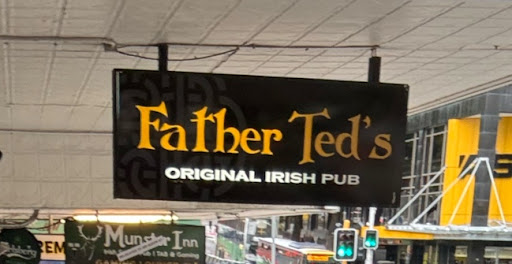 Father Ted's
ORIGINAL IRISH PUB
Munster Inn